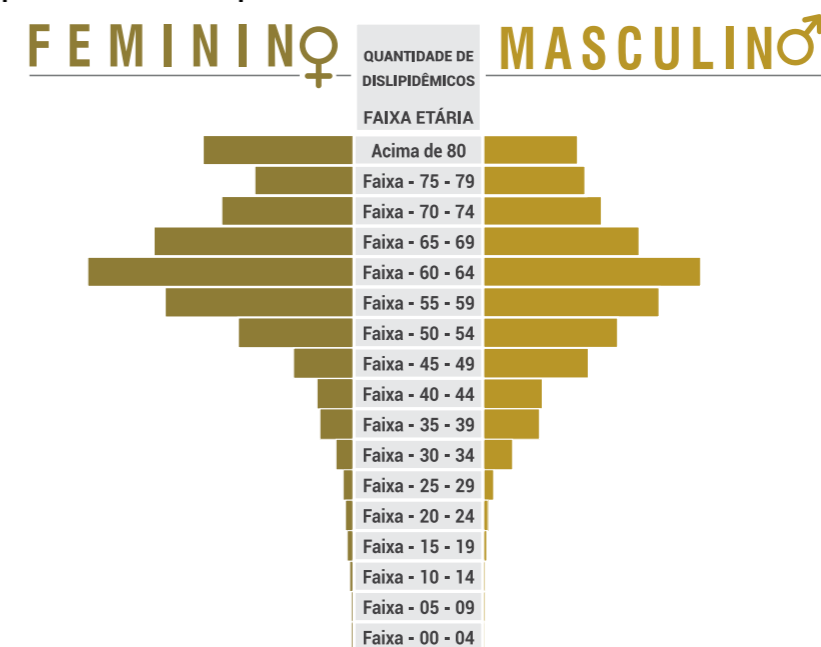 FEMININ♀
QUANTIDADE DE
DISLIPIDÊMICOS
FAIXA ETÁRIA
MASCULIN♂
Acima de 80
Faixa - 75 - 79
Faixa - 70 - 74
Faixa - 65 - 69
Faixa - 60 - 64
Faixa - 55 - 59
Faixa - 50 - 54
Faixa - 45 - 49
Faixa - 40 - 44
Faixa - 35 - 39
Faixa - 30 - 34
Faixa - 25 - 29
Faixa - 20 - 24
Faixa - 15 - 19
Faixa - 10 - 14
Faixa - 05 - 09
Faixa - 00 - 04